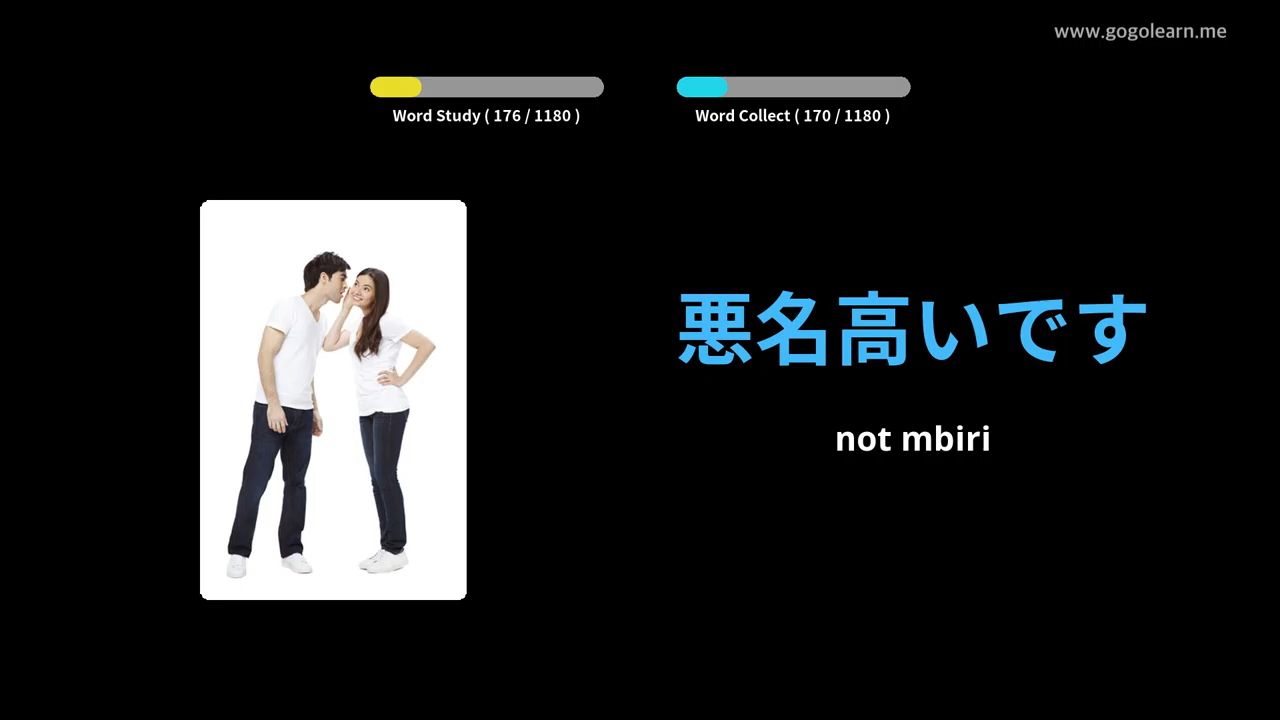 www.gogolearn.me
Word Study ( 176 / 1180 )
Word Collect ( 170 / 1180 )
悪名高いです
not mbiri